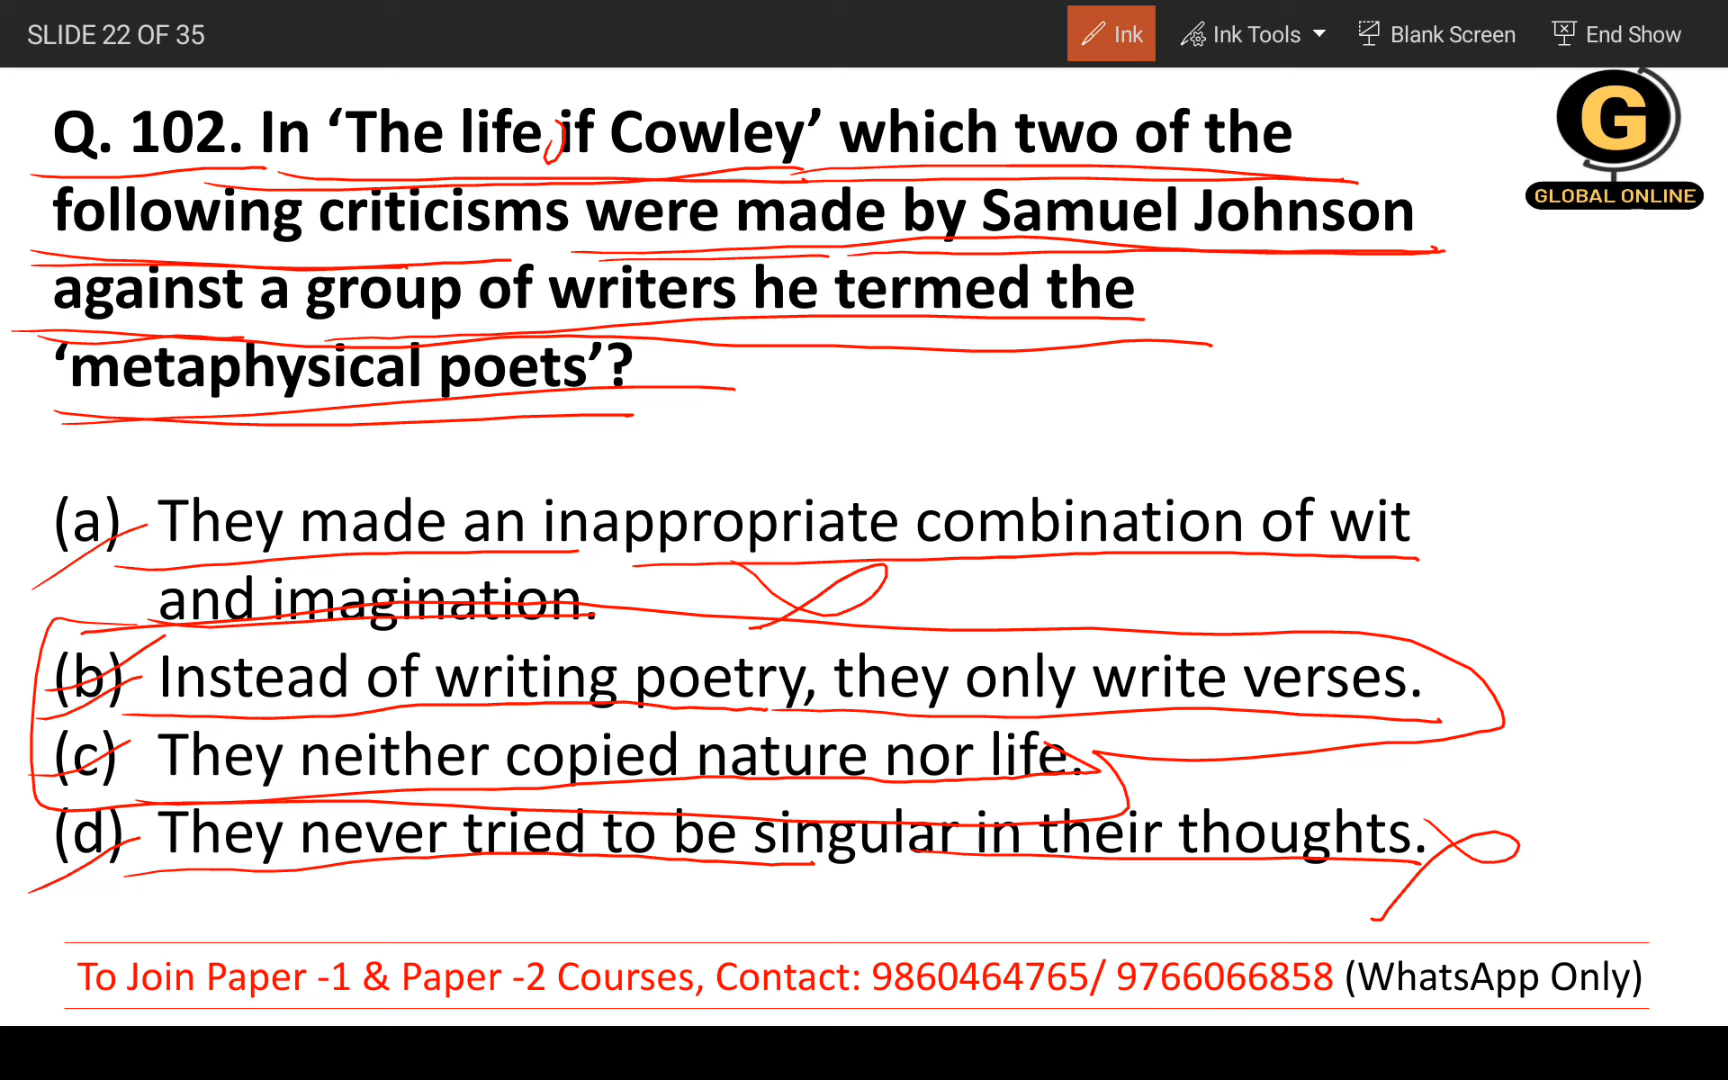 SLIDE 22 OF 35
Ink
Ink Tools
Blank Screen
End Show
G
GLOBAL ONLINE
Q. 102. In ‘The life if Cowley’ which two of the
following criticisms were made by Samuel Johnson
against a group of writers he termed the
‘metaphysical poets’?
(a) They made an inappropriate combination of wit
and imagination.
(b) Instead of writing poetry, they only write verses.
(c) They neither copied nature nor life.
(d) They never tried to be singular in their thoughts.
To Join Paper -1 & Paper -2 Courses, Contact: 9860464765/ 9766066858 (WhatsApp Only)